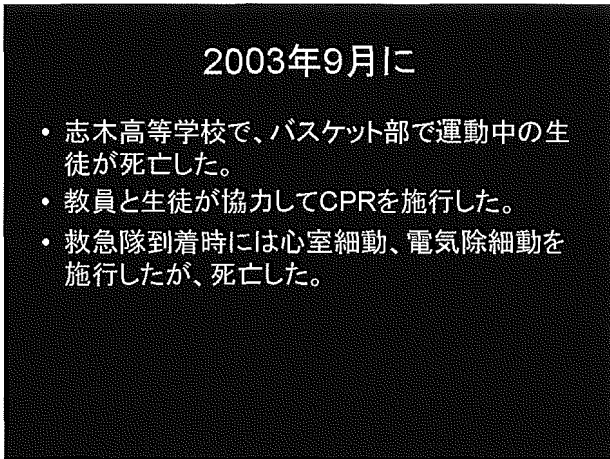 2003年9月に
• 志木高等学校で、バスケット部で運動中の生
徒が死亡した。
• 教員と生徒が協力してCPRを施行した。
• 救急隊到着時には心室細動、電気除細動を
施行したが、死亡した。